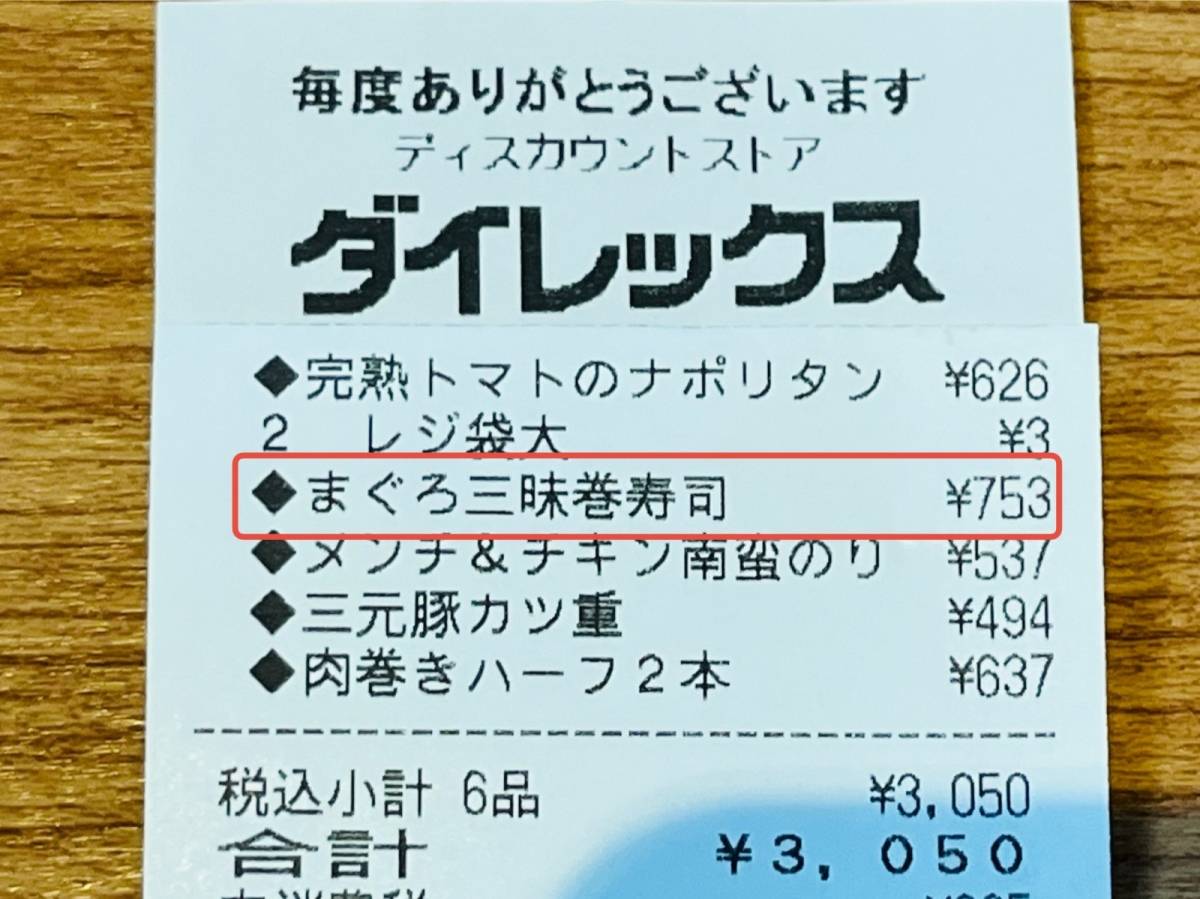 毎度ありがとうございます
ディスカウントストア
ダイレックス
◆完熟トマトのナポリタン ¥626
2 レジ袋大 ¥3
◆まぐろ三昧巻寿司 ¥753
◆メンチ&チキン南蛮のり ¥537
◆三元豚カツ重 ¥494
◆肉巻きハーフ2本 ¥637
税込小計 6品 ¥3,050
合計 ¥3,050